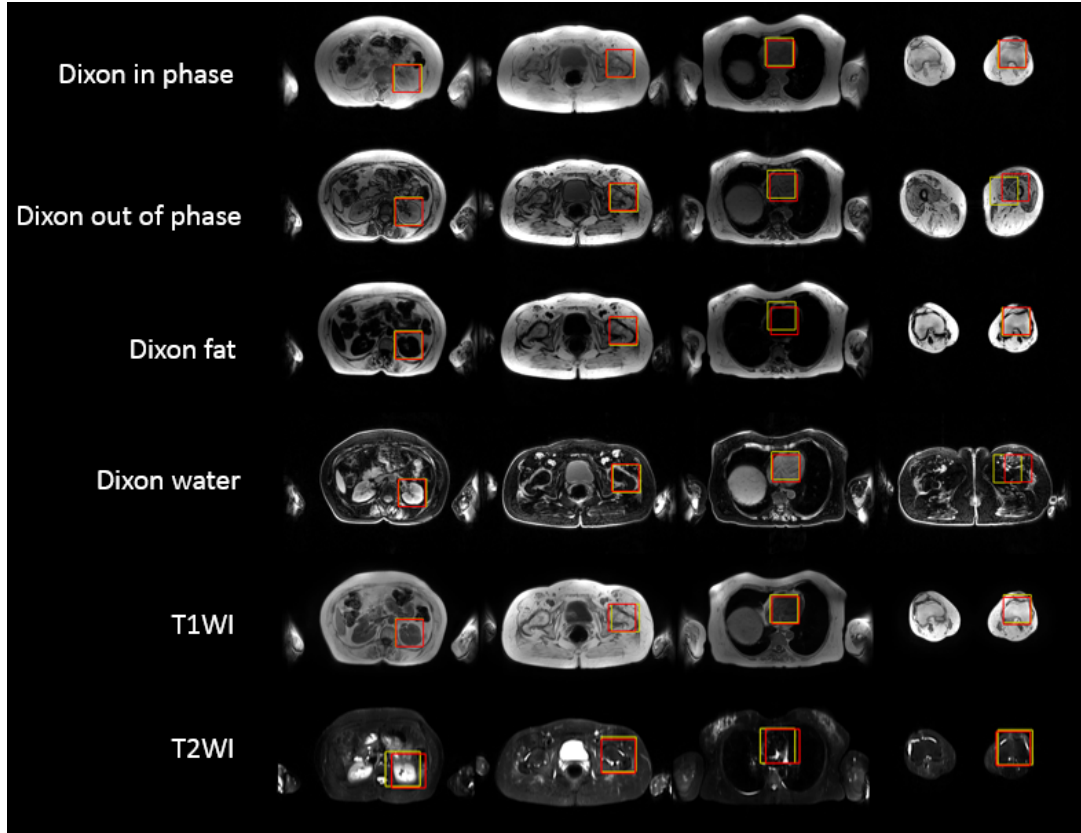 Dixon in phase
Dixon out of phase
Dixon fat
Dixon water
T1WI
T2WI